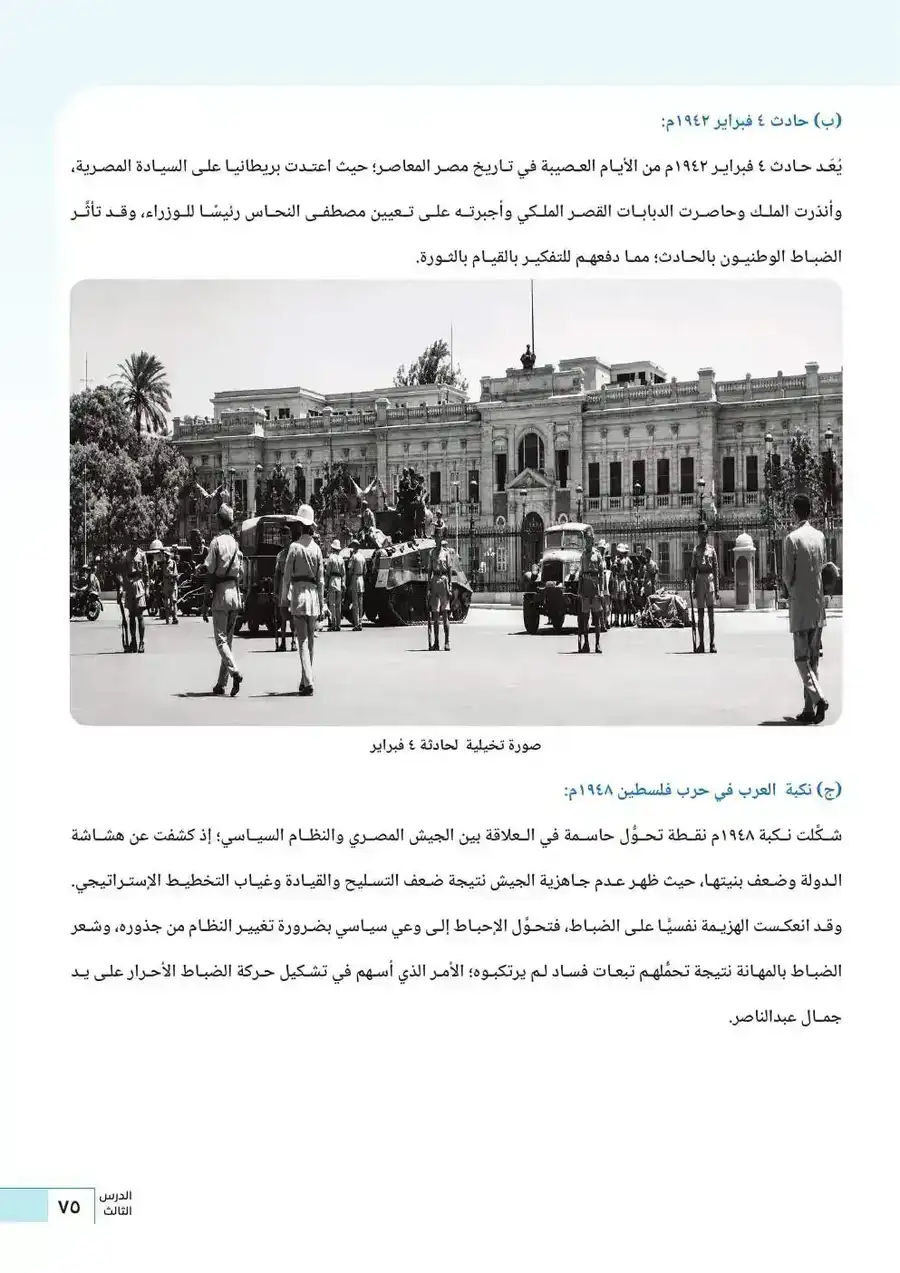 (ب) حادث ٤ فبراير ١٩٤٢م:
يُعَد حادث ٤ فبراير ١٩٤٢م من الأيام العصيبة في تاريخ مصر المعاصر؛ حيث اعتدت بريطانيا على السيادة المصرية،
وأنذرت الملك وحاصرت الدبابات القصر الملكي وأجبرته على تعيين مصطفى النحاس رئيسًا للوزراء، وقد تأثَّر
الضباط الوطنيون بالحادث؛ مما دفعهم للتفكير بالقيام بالثورة.
صورة تخيلية لحادثة ٤ فبراير
(ج) نكبة العرب في حرب فلسطين ١٩٤٨م:
شكَّلت نكبة ١٩٤٨م نقطة تحوُّل حاسمة في العلاقة بين الجيش المصري والنظام السياسي؛ إذ كشفت عن هشاشة
الدولة وضعف بنيتها، حيث ظهر عدم جاهزية الجيش نتيجة ضعف التسليح والقيادة وغياب التخطيط الإستراتيجي.
وقد انعكست الهزيمة نفسيًّا على الضباط، فتحوَّل الإحباط إلى وعي سياسي بضرورة تغيير النظام من جذوره، وشعر
الضباط بالمهانة نتيجة تحمُّلهم تبعات فساد لم يرتكبوه؛ الأمر الذي أسهم في تشكيل حركة الضباط الأحرار على يد
جمال عبدالناصر.
الدرس
الثالث
٧٥